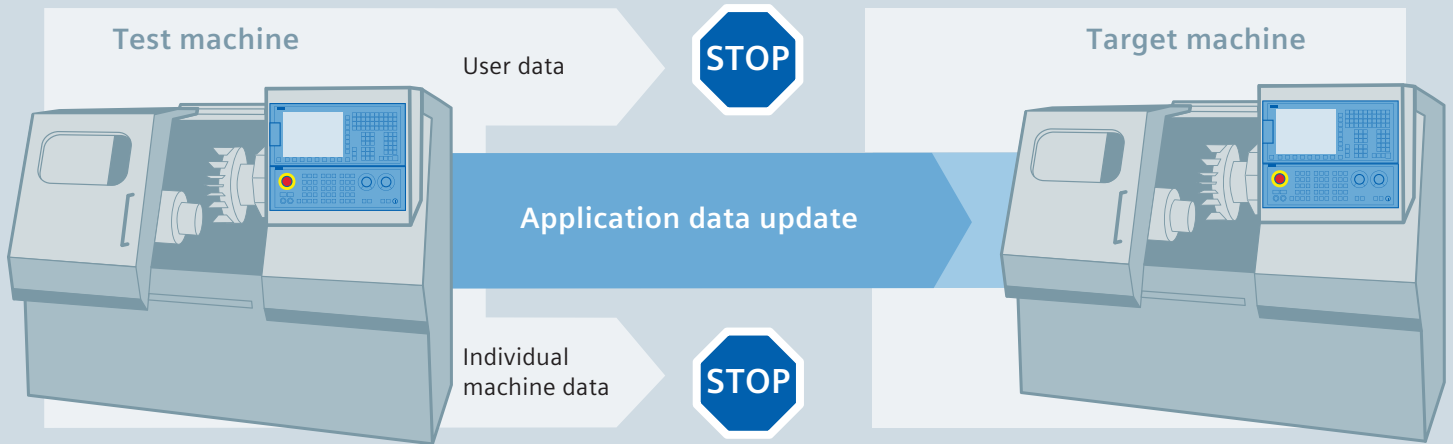 Test machine
User data
STOP
Target machine
Application data update
Individual
machine data
STOP